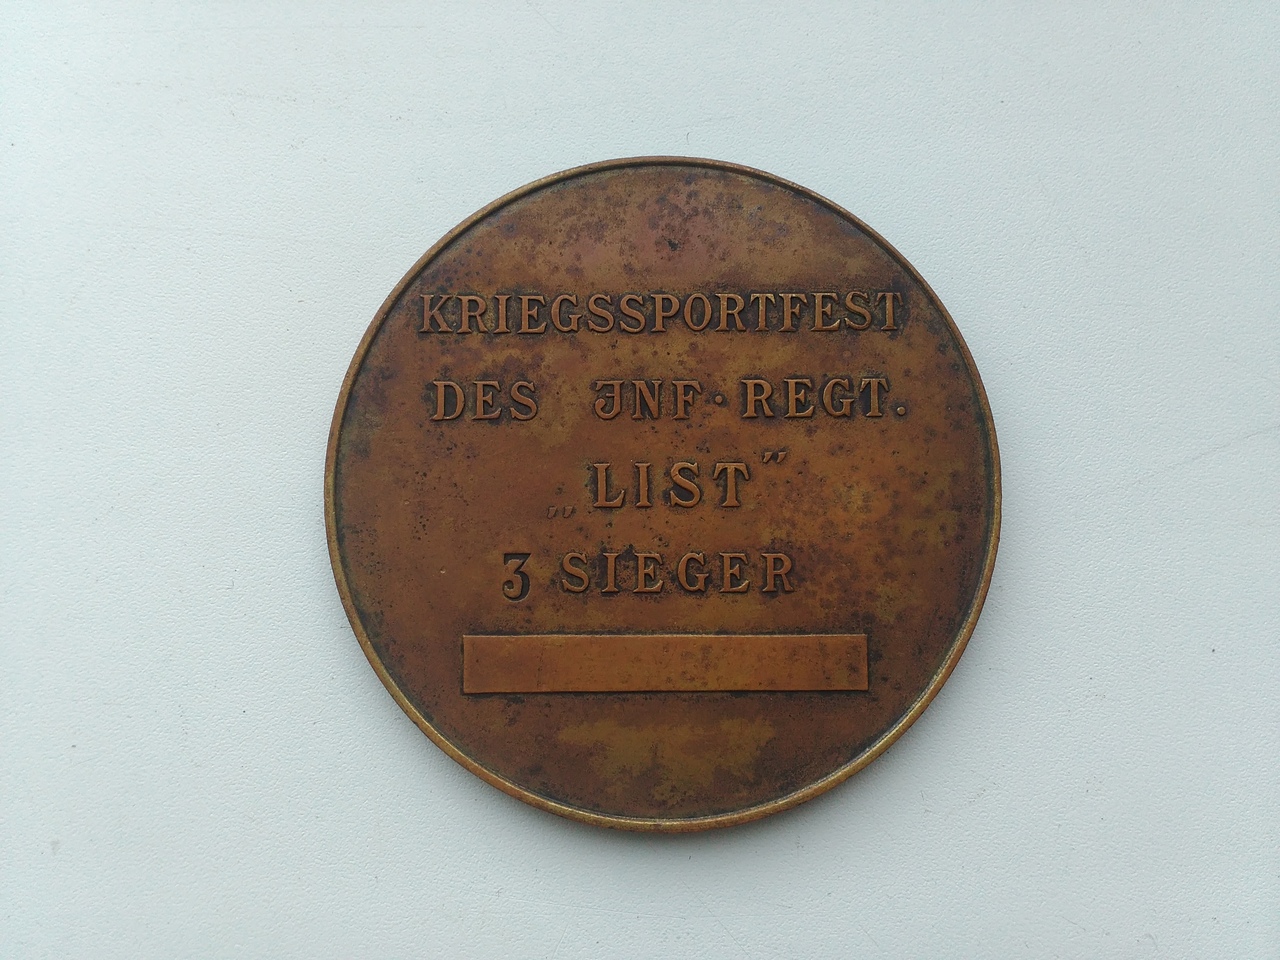 KRIEGSSPORTFEST
DES JNF· REGT.
„LIST”
3 SIEGER